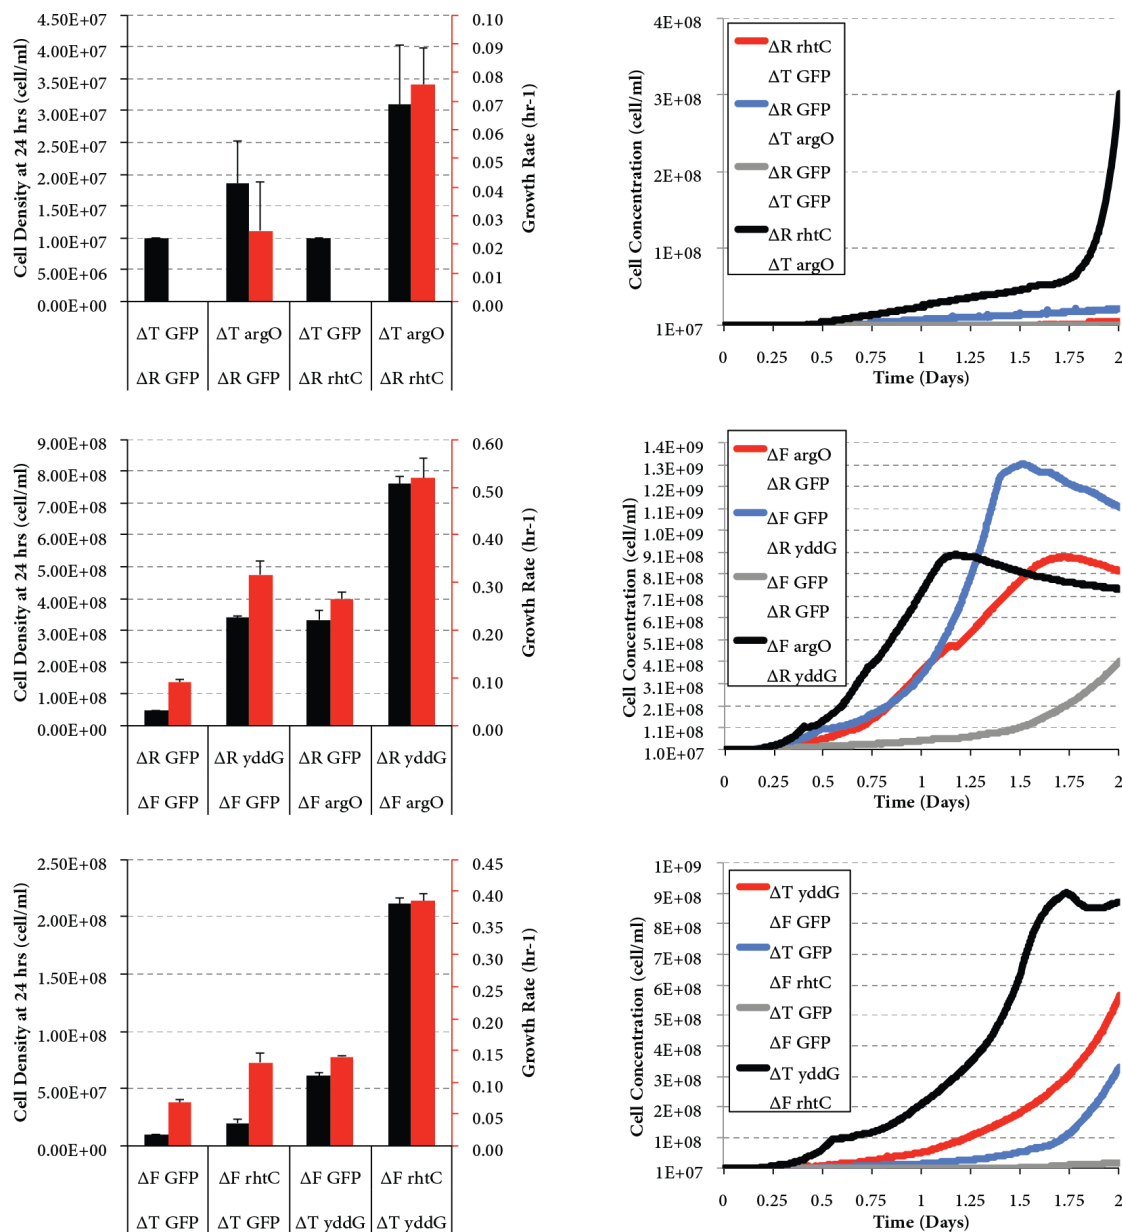 4.50E+07
4.00E+07
3.50E+07
3.00E+07
2.50E+07
2.00E+07
1.50E+07
1.00E+07
5.00E+06
0.00E+00
Cell Density at 24 hrs (cell/ml)
0.10
0.09
0.08
0.07
0.06
0.05
0.04
0.03
0.02
0.01
0.00
Growth Rate (hr-1)
ΔT GFP ΔT argO ΔT GFP ΔT argO
ΔR GFP ΔR GFP ΔR rhtC ΔR rhtC
4E+08
3E+08
2E+08
1E+08
1E+07
Cell Concentration (cell/ml)
ΔR rhtC
ΔT GFP
ΔR GFP
ΔT argO
ΔR GFP
ΔT GFP
ΔR rhtC
ΔT argO
0 0.25 0.5 0.75 1 1.25 1.5 1.75 2
Time (Days)
9.00E+08
8.00E+08
7.00E+08
6.00E+08
5.00E+08
4.00E+08
3.00E+08
2.00E+08
1.00E+08
0.00E+00
Cell Density at 24 hrs (cell/ml)
0.60
0.50
0.40
0.30
0.20
0.10
0.00
Growth Rate (hr-1)
ΔR GFP ΔR yddG ΔR GFP ΔR yddG
ΔF GFP ΔF GFP ΔF argO ΔF argO
1.4E+09
1.3E+09
1.2E+09
1.1E+09
1.0E+09
9.1E+08
8.1E+08
7.1E+08
6.1E+08
5.1E+08
4.1E+08
3.1E+08
2.1E+08
1.1E+08
1.0E+07
Cell Concentration (cell/ml)
ΔF argO
ΔR GFP
ΔF GFP
ΔR yddG
ΔF GFP
ΔR GFP
ΔF argO
ΔR yddG
0 0.25 0.5 0.75 1 1.25 1.5 1.75 2
Time (Days)
2.50E+08
2.00E+08
1.50E+08
1.00E+08
5.00E+07
0.00E+00
Cell Density at 24 hrs (cell/ml)
0.45
0.40
0.35
0.30
0.25
0.20
0.15
0.10
0.05
0.00
Growth Rate (hr-1)
ΔF GFP ΔF rhtC ΔF GFP ΔF rhtC
ΔT GFP ΔT GFP ΔT yddG ΔT yddG
1E+09
9E+08
8E+08
7E+08
6E+08
5E+08
4E+08
3E+08
2E+08
1E+08
1E+07
Cell Concentration (cell/ml)
ΔT yddG
ΔF GFP
ΔT GFP
ΔF rhtC
ΔT GFP
ΔF GFP
ΔT yddG
ΔF rhtC
0 0.25 0.5 0.75 1 1.25 1.5 1.75 2
Time (Days)